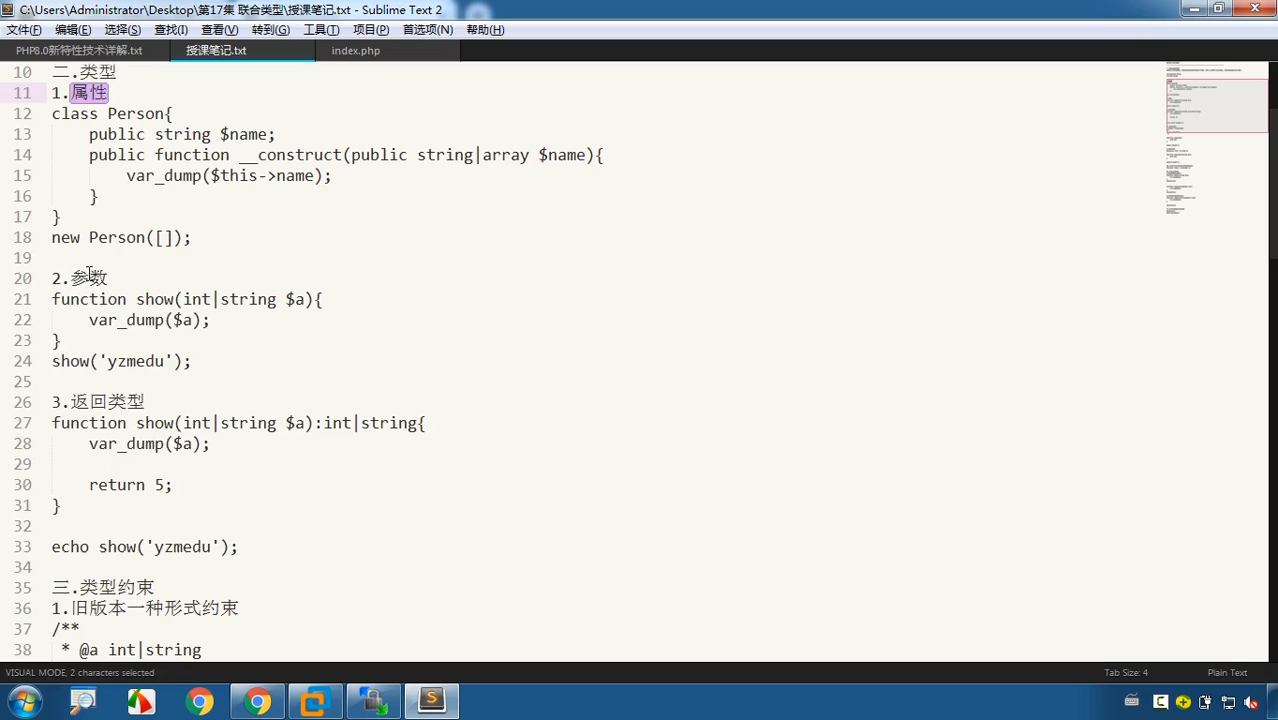 C:\Users\Administrator\Desktop\第17集 联合类型\授课笔记.txt - Sublime Text 2
文件(F) 编辑(E) 选择(S) 查找(I) 查看(V) 转到(G) 工具(T) 项目(P) 首选项(N) 帮助(H)
PHP8.0新特性技术详解.txt 授课笔记.txt index.php
10 二.类型
11 1.属性
12 class Person{
13 public string $name;
14 public function __construct(public string|array $name){
15 var_dump($this->name);
16 }
17 }
18 new Person([]);
19
20 2.参数
21 function show(int|string $a){
22 var_dump($a);
23 }
24 show('yzmedu');
25
26 3.返回类型
27 function show(int|string $a):int|string{
28 var_dump($a);
29
30 return 5;
31 }
32
33 echo show('yzmedu');
34
35 三.类型约束
36 1.旧版本一种形式约束
37 /**
38 * @a int|string
VISUAL MODE, 2 characters selected Tab Size: 4 Plain Text